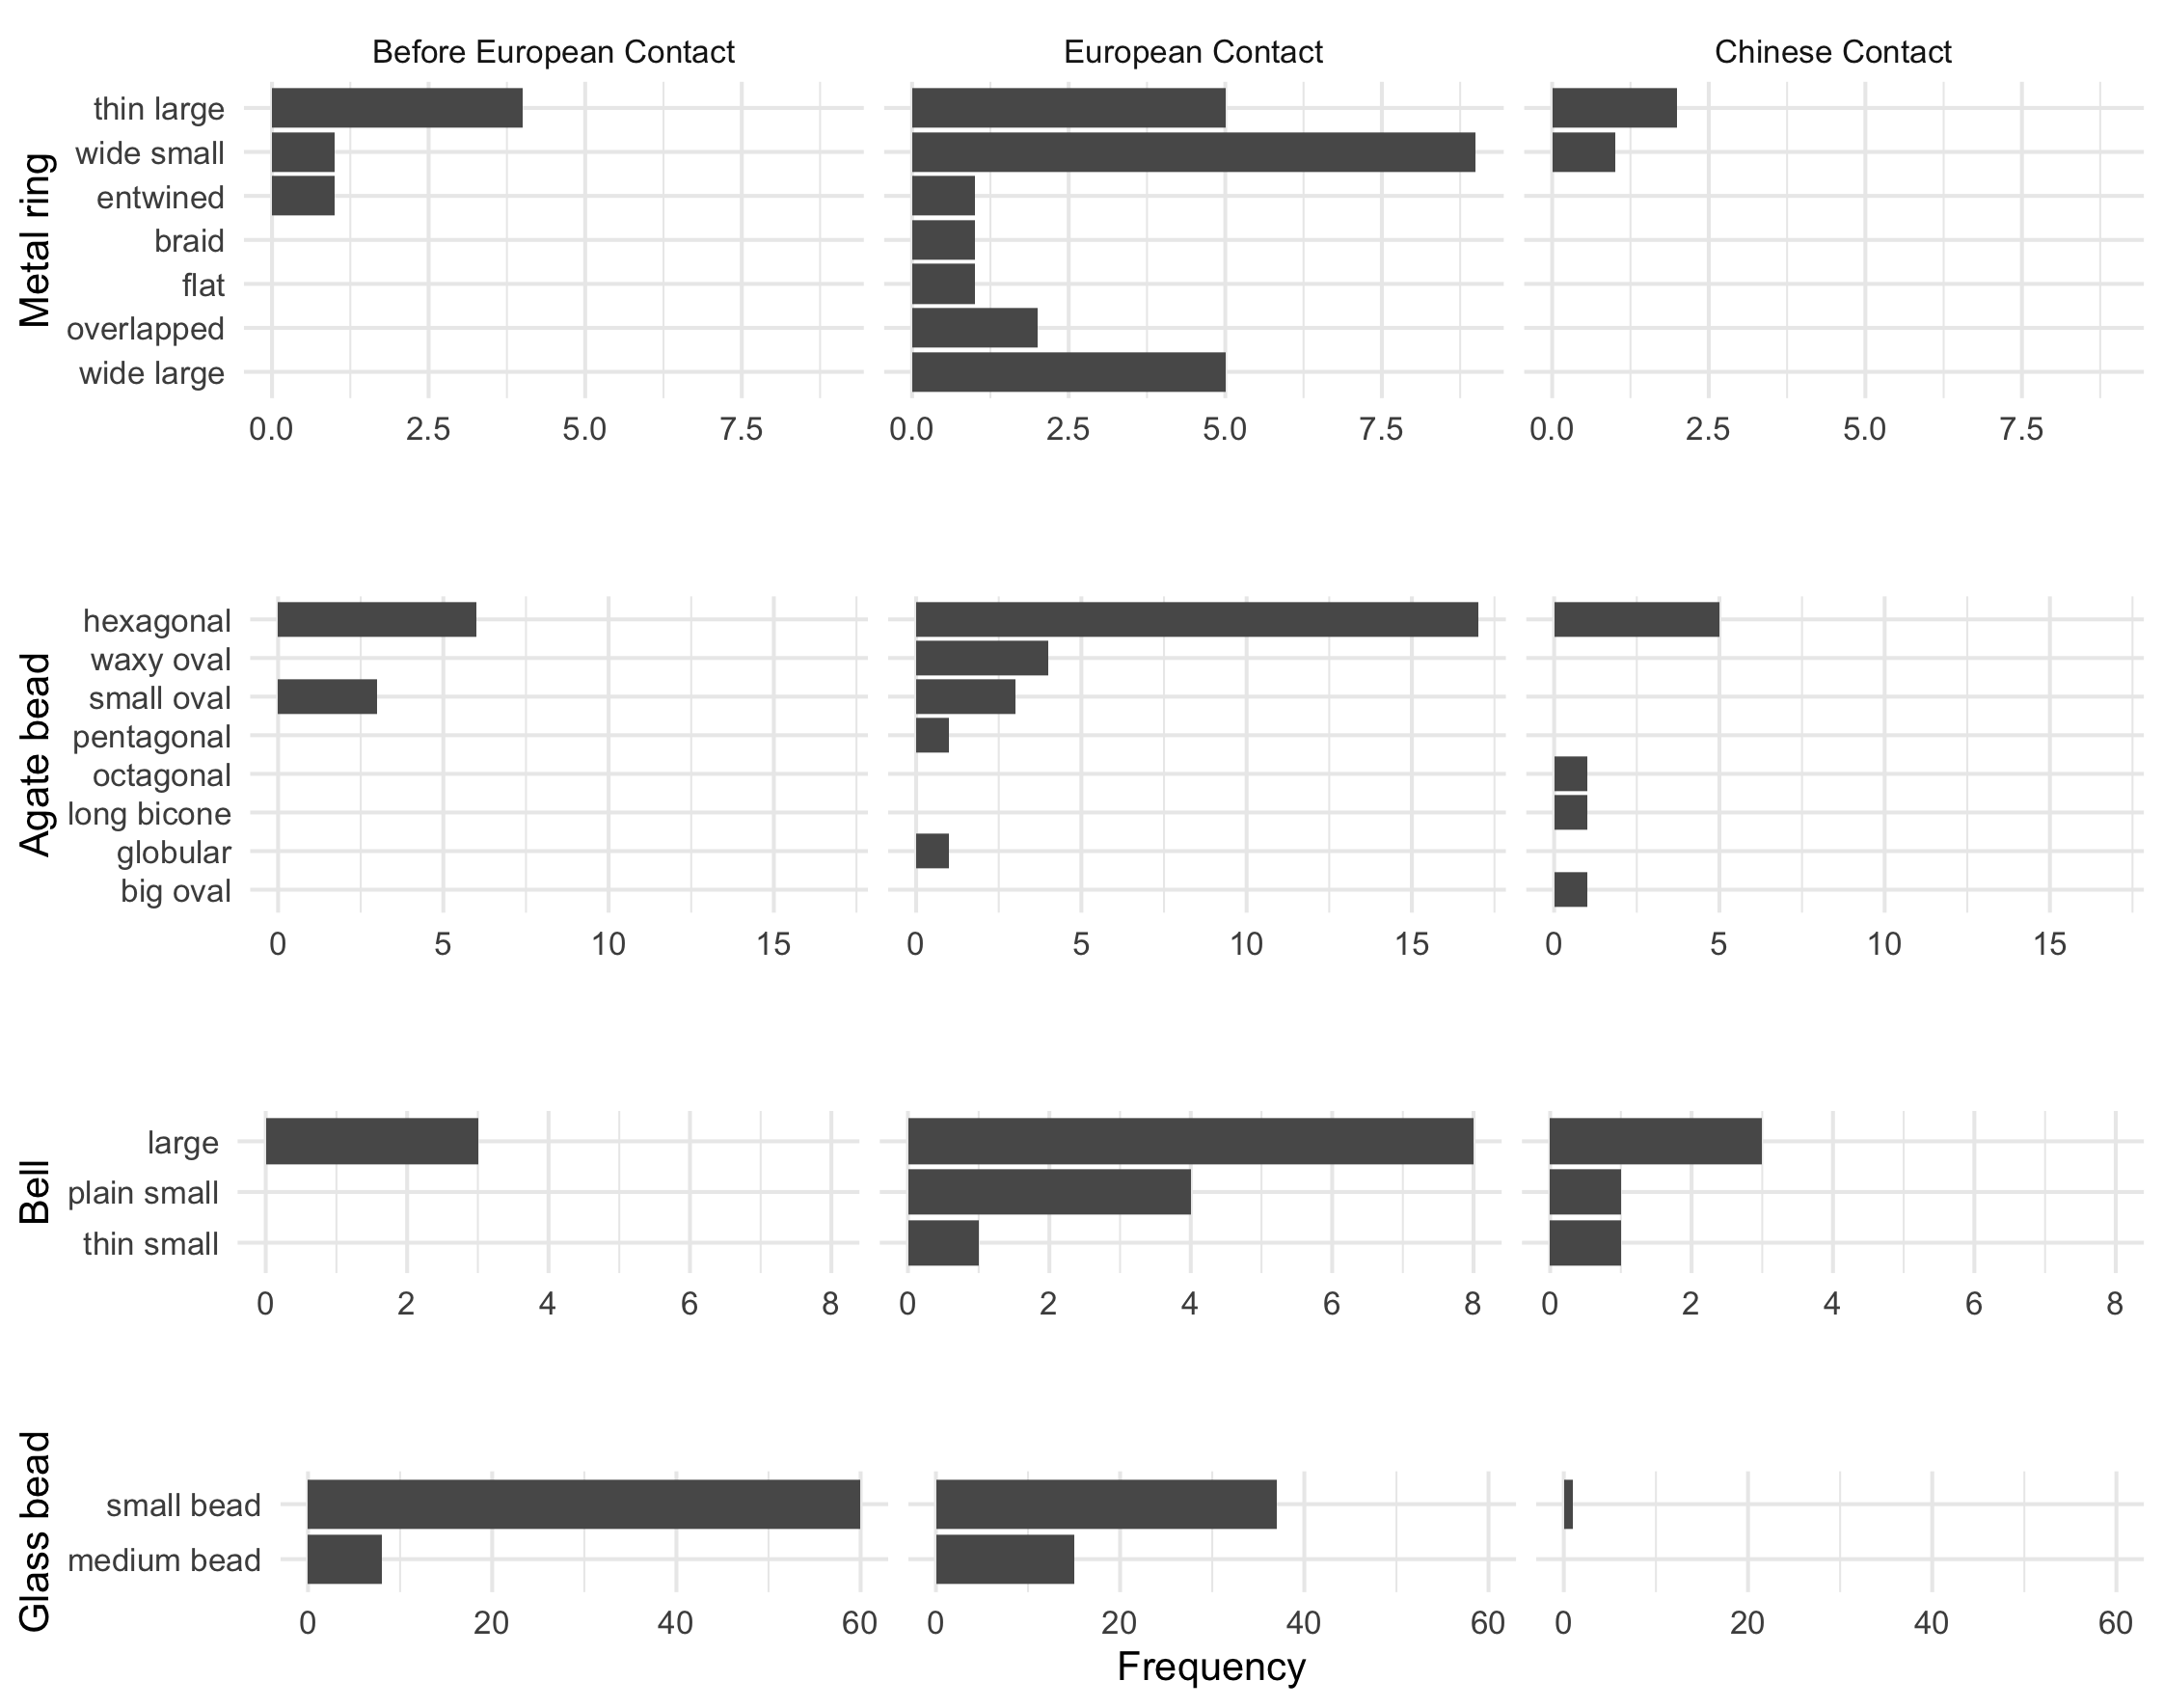 Before European Contact
European Contact
Chinese Contact
Metal ring
thin large
wide small
entwined
braid
flat
overlapped
wide large
0.0 2.5 5.0 7.5
0.0 2.5 5.0 7.5
0.0 2.5 5.0 7.5
Agate bead
hexagonal
waxy oval
small oval
pentagonal
octagonal
long bicone
globular
big oval
0 5 10 15
0 5 10 15
0 5 10 15
Bell
large
plain small
thin small
0 2 4 6 8
0 2 4 6 8
0 2 4 6 8
Glass bead
small bead
medium bead
0 20 40 60
0 20 40 60
0 20 40 60
Frequency